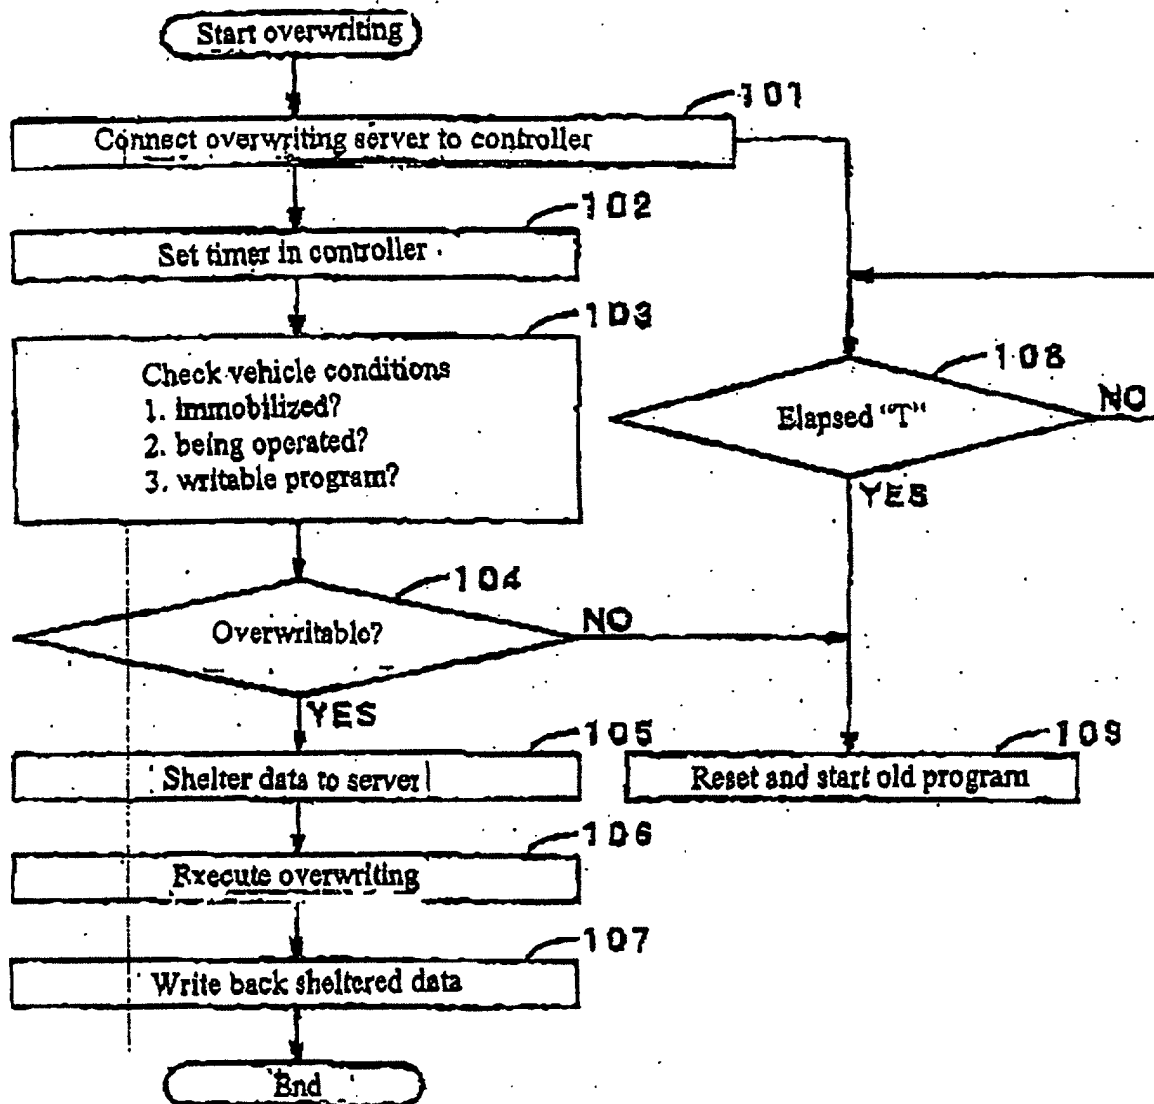 Start overwriting
101
Connect overwriting server to controller
102
Set timer in controller
103
Check vehicle conditions
1. immobilized?
2. being operated?
3. writable program?
108
Elapsed "T"
NO
YES
104
Overwritable?
NO
YES
105
Shelter data to server
109
Reset and start old program
106
Execute overwriting
107
Write back sheltered data
End